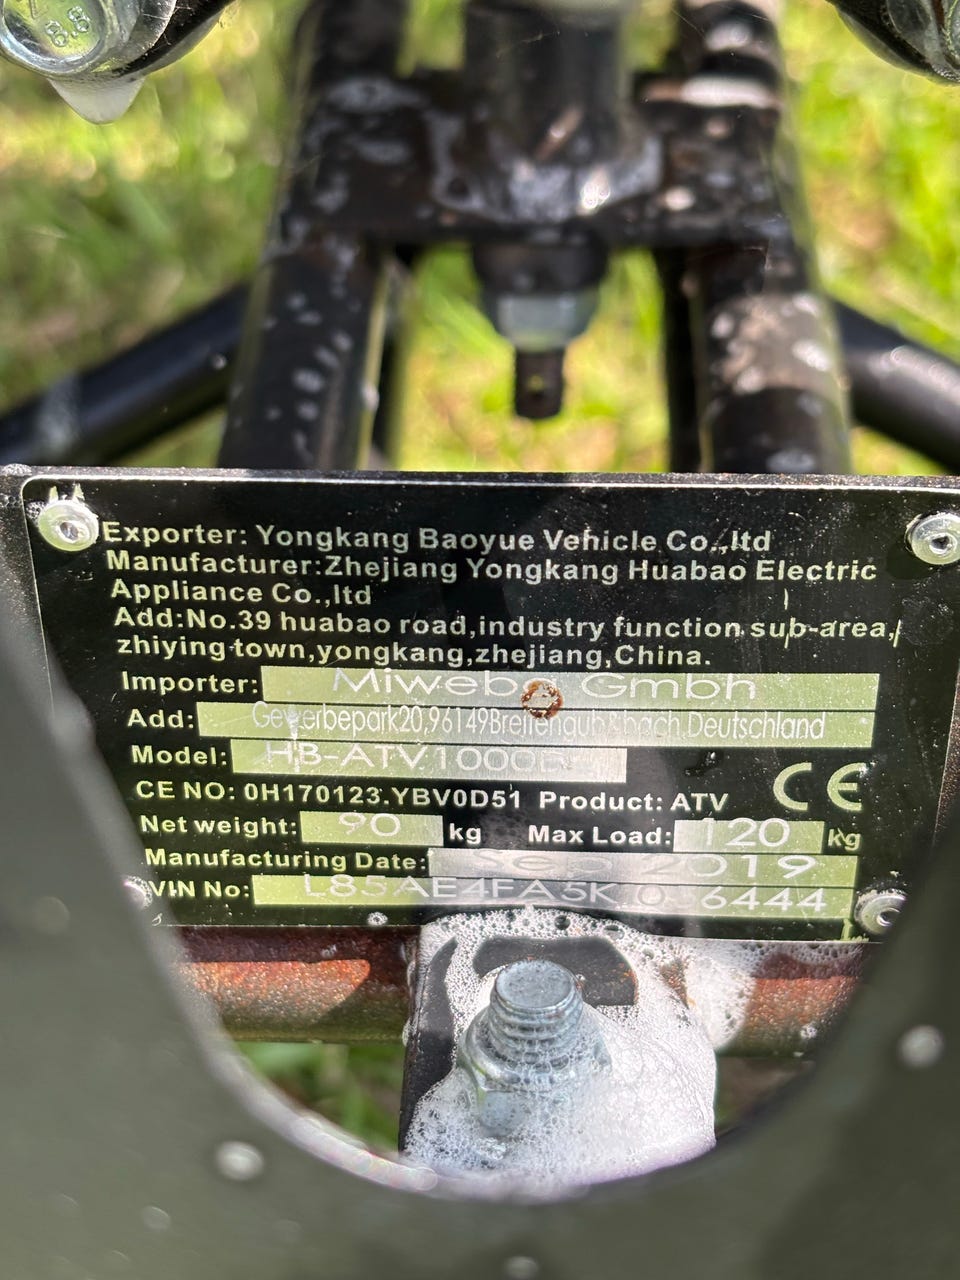 8.8
Exporter: Yongkang Baoyue Vehicle Co.,ltd
Manufacturer:Zhejiang Yongkang Huabao Electric
Appliance Co.,ltd
Add:No.39 huabao road,industry function sub-area,
zhiying town,yongkang,zhejiang,China.
Importer: Miweba Gmbh
Add: Gewerbepark20,96149 Deutschland
Model:
CE NO: 0H170123.YBV0D51 Product: ATV CE
Net weight: 90 kg Max Load: 120 kg
Manufacturing Date: Sep 2019
VIN No: